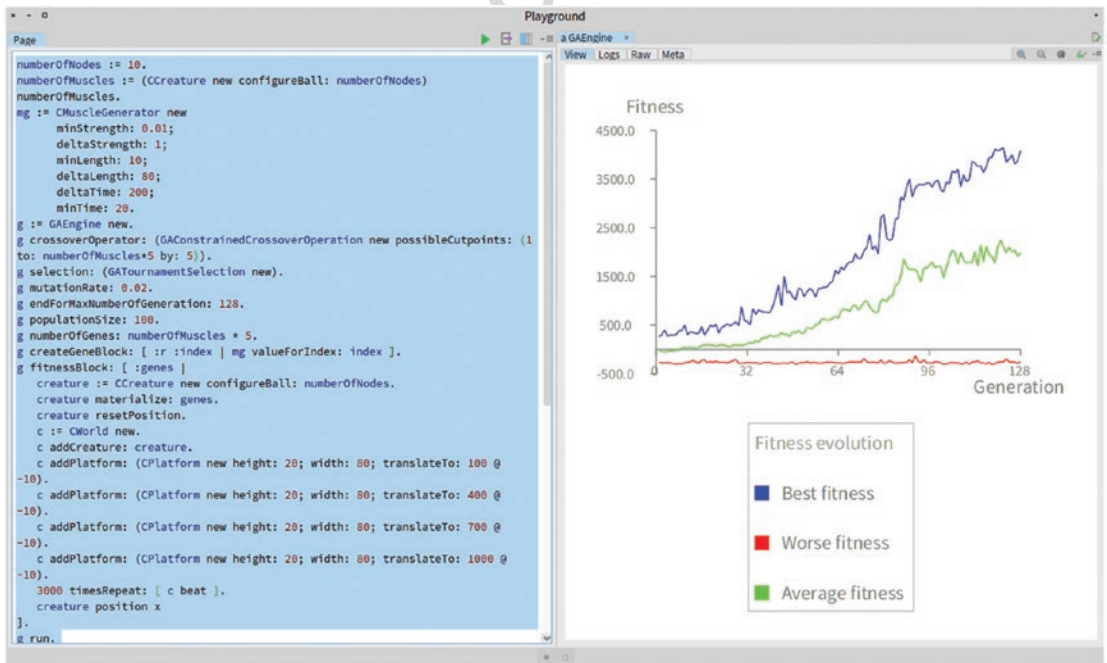 Playground
Page
a GAEngine
View Logs Raw Meta
numberOfNodes := 10.
numberOfMuscles := (CCreature new configureBall: numberOfNodes)
numberOfMuscles.
mg := CMuscleGenerator new
minStrength: 0.01;
deltaStrength: 1;
minLength: 10;
deltaLength: 80;
deltaTime: 200;
minTime: 20.
g := GAEngine new.
g crossoverOperator: (GAConstrainedCrossoverOperation new possibleCutpoints: (1
to: numberOfMuscles*5 by: 5)).
g selection: (GATournamentSelection new).
g mutationRate: 0.02.
g endForMaxNumberOfGeneration: 128.
g populationSize: 100.
g numberOfGenes: numberOfMuscles * 5.
g createGeneBlock: [ :r :index | mg valueForIndex: index ].
g fitnessBlock: [ :genes |
creature := CCreature new configureBall: numberOfNodes.
creature materialize: genes.
creature resetPosition.
c := CWorld new.
c addCreature: creature.
c addPlatform: (CPlatform new height: 20; width: 80; translateTo: 100 @
-10).
c addPlatform: (CPlatform new height: 20; width: 80; translateTo: 400 @
-10).
c addPlatform: (CPlatform new height: 20; width: 80; translateTo: 700 @
-10).
c addPlatform: (CPlatform new height: 20; width: 80; translateTo: 1000 @
-10).
3000 timesRepeat: [ c beat ].
creature position x
].
g run.
Fitness
4500.0
3500.0
2500.0
1500.0
500.0
-500.0
0 32 64 96 128
Generation
Fitness evolution
Best fitness
Worse fitness
Average fitness